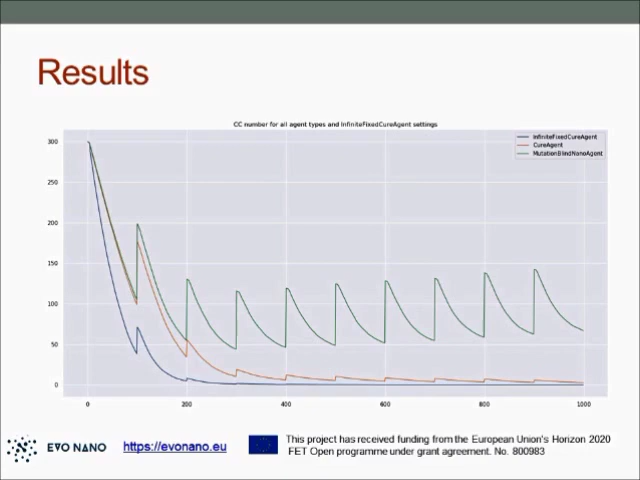 Results
CC number for all agent types and InfiniteFixedCureAgent settings
InfiniteFixedCureAgent
CureAgent
MutationBlindNanoAgent
300
250
200
150
100
50
0
0 200 400 600 800 1000
EVO NANO
https://evonano.eu
This project has received funding from the European Union's Horizon 2020
FET Open programme under grant agreement. No. 800983